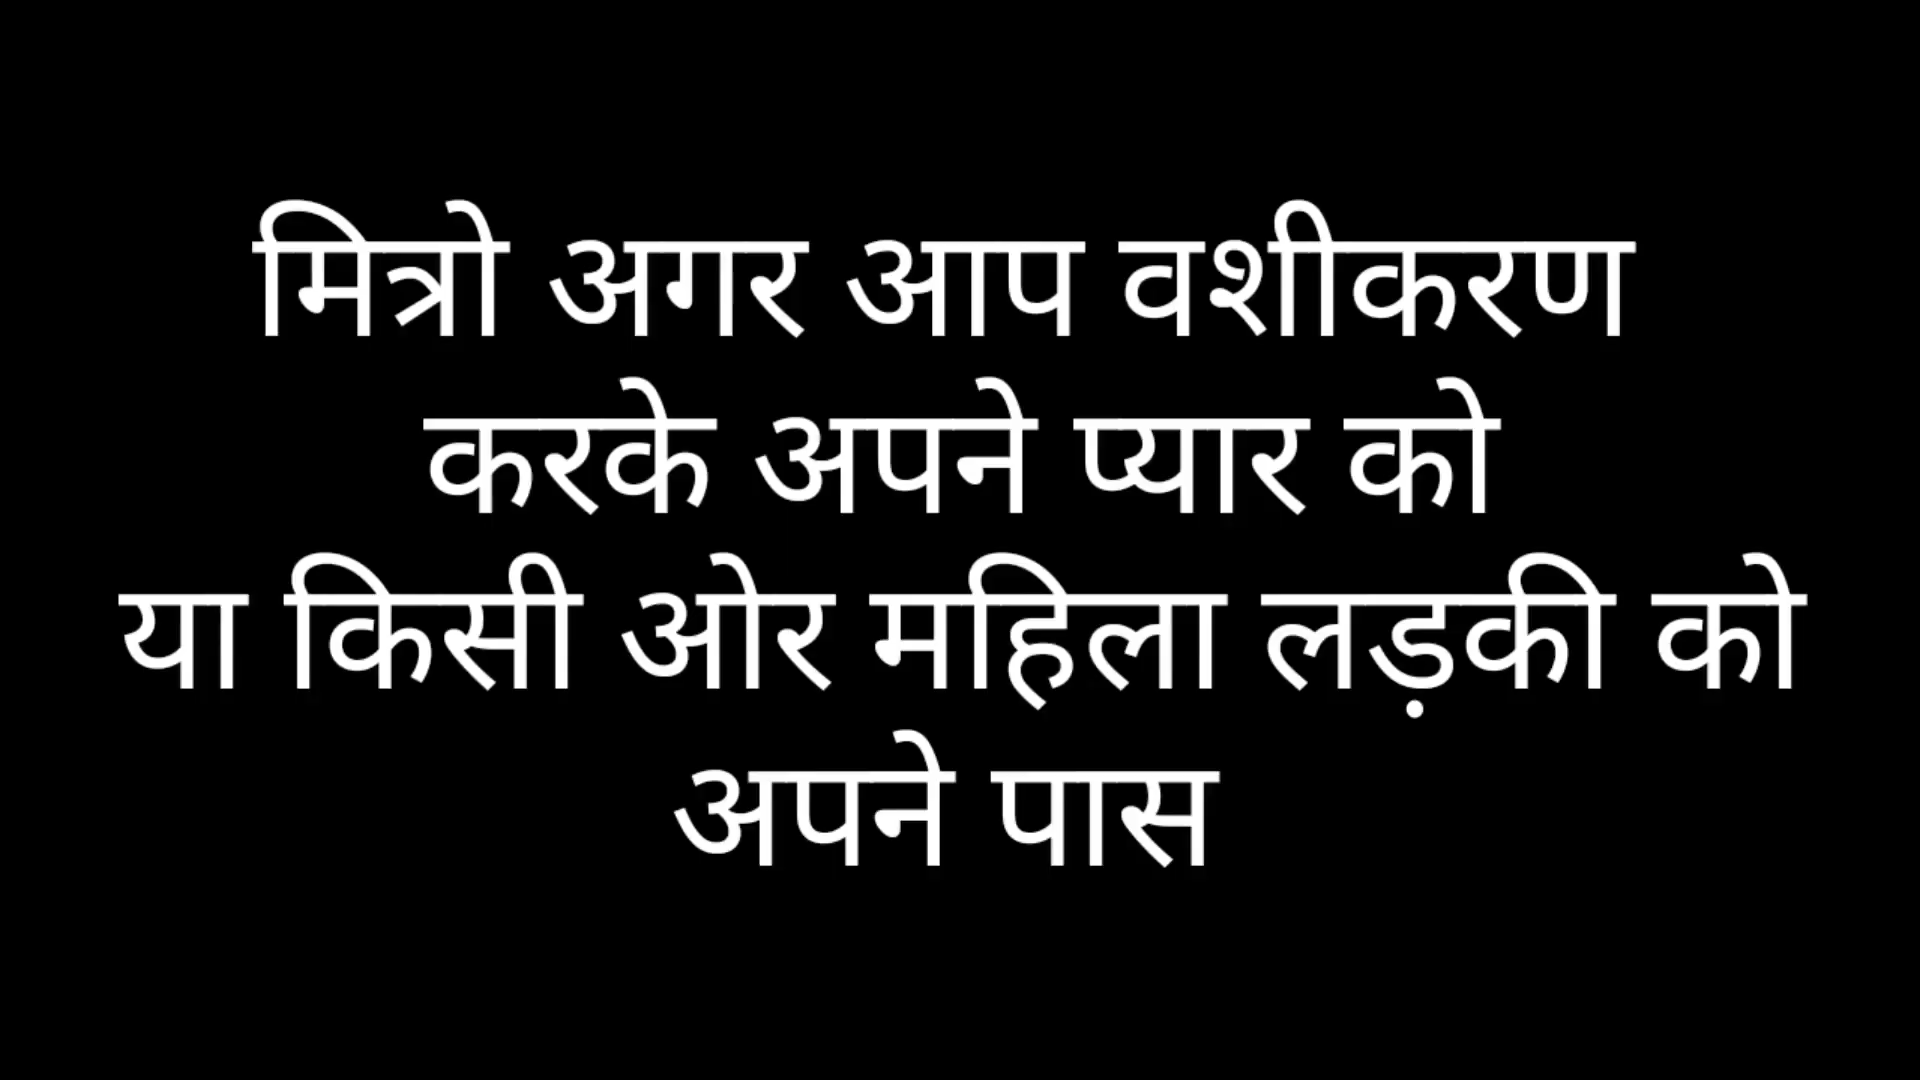 मित्रो अगर आप वशीकरण
करके अपने प्यार को
या किसी ओर महिला लड़की को
अपने पास